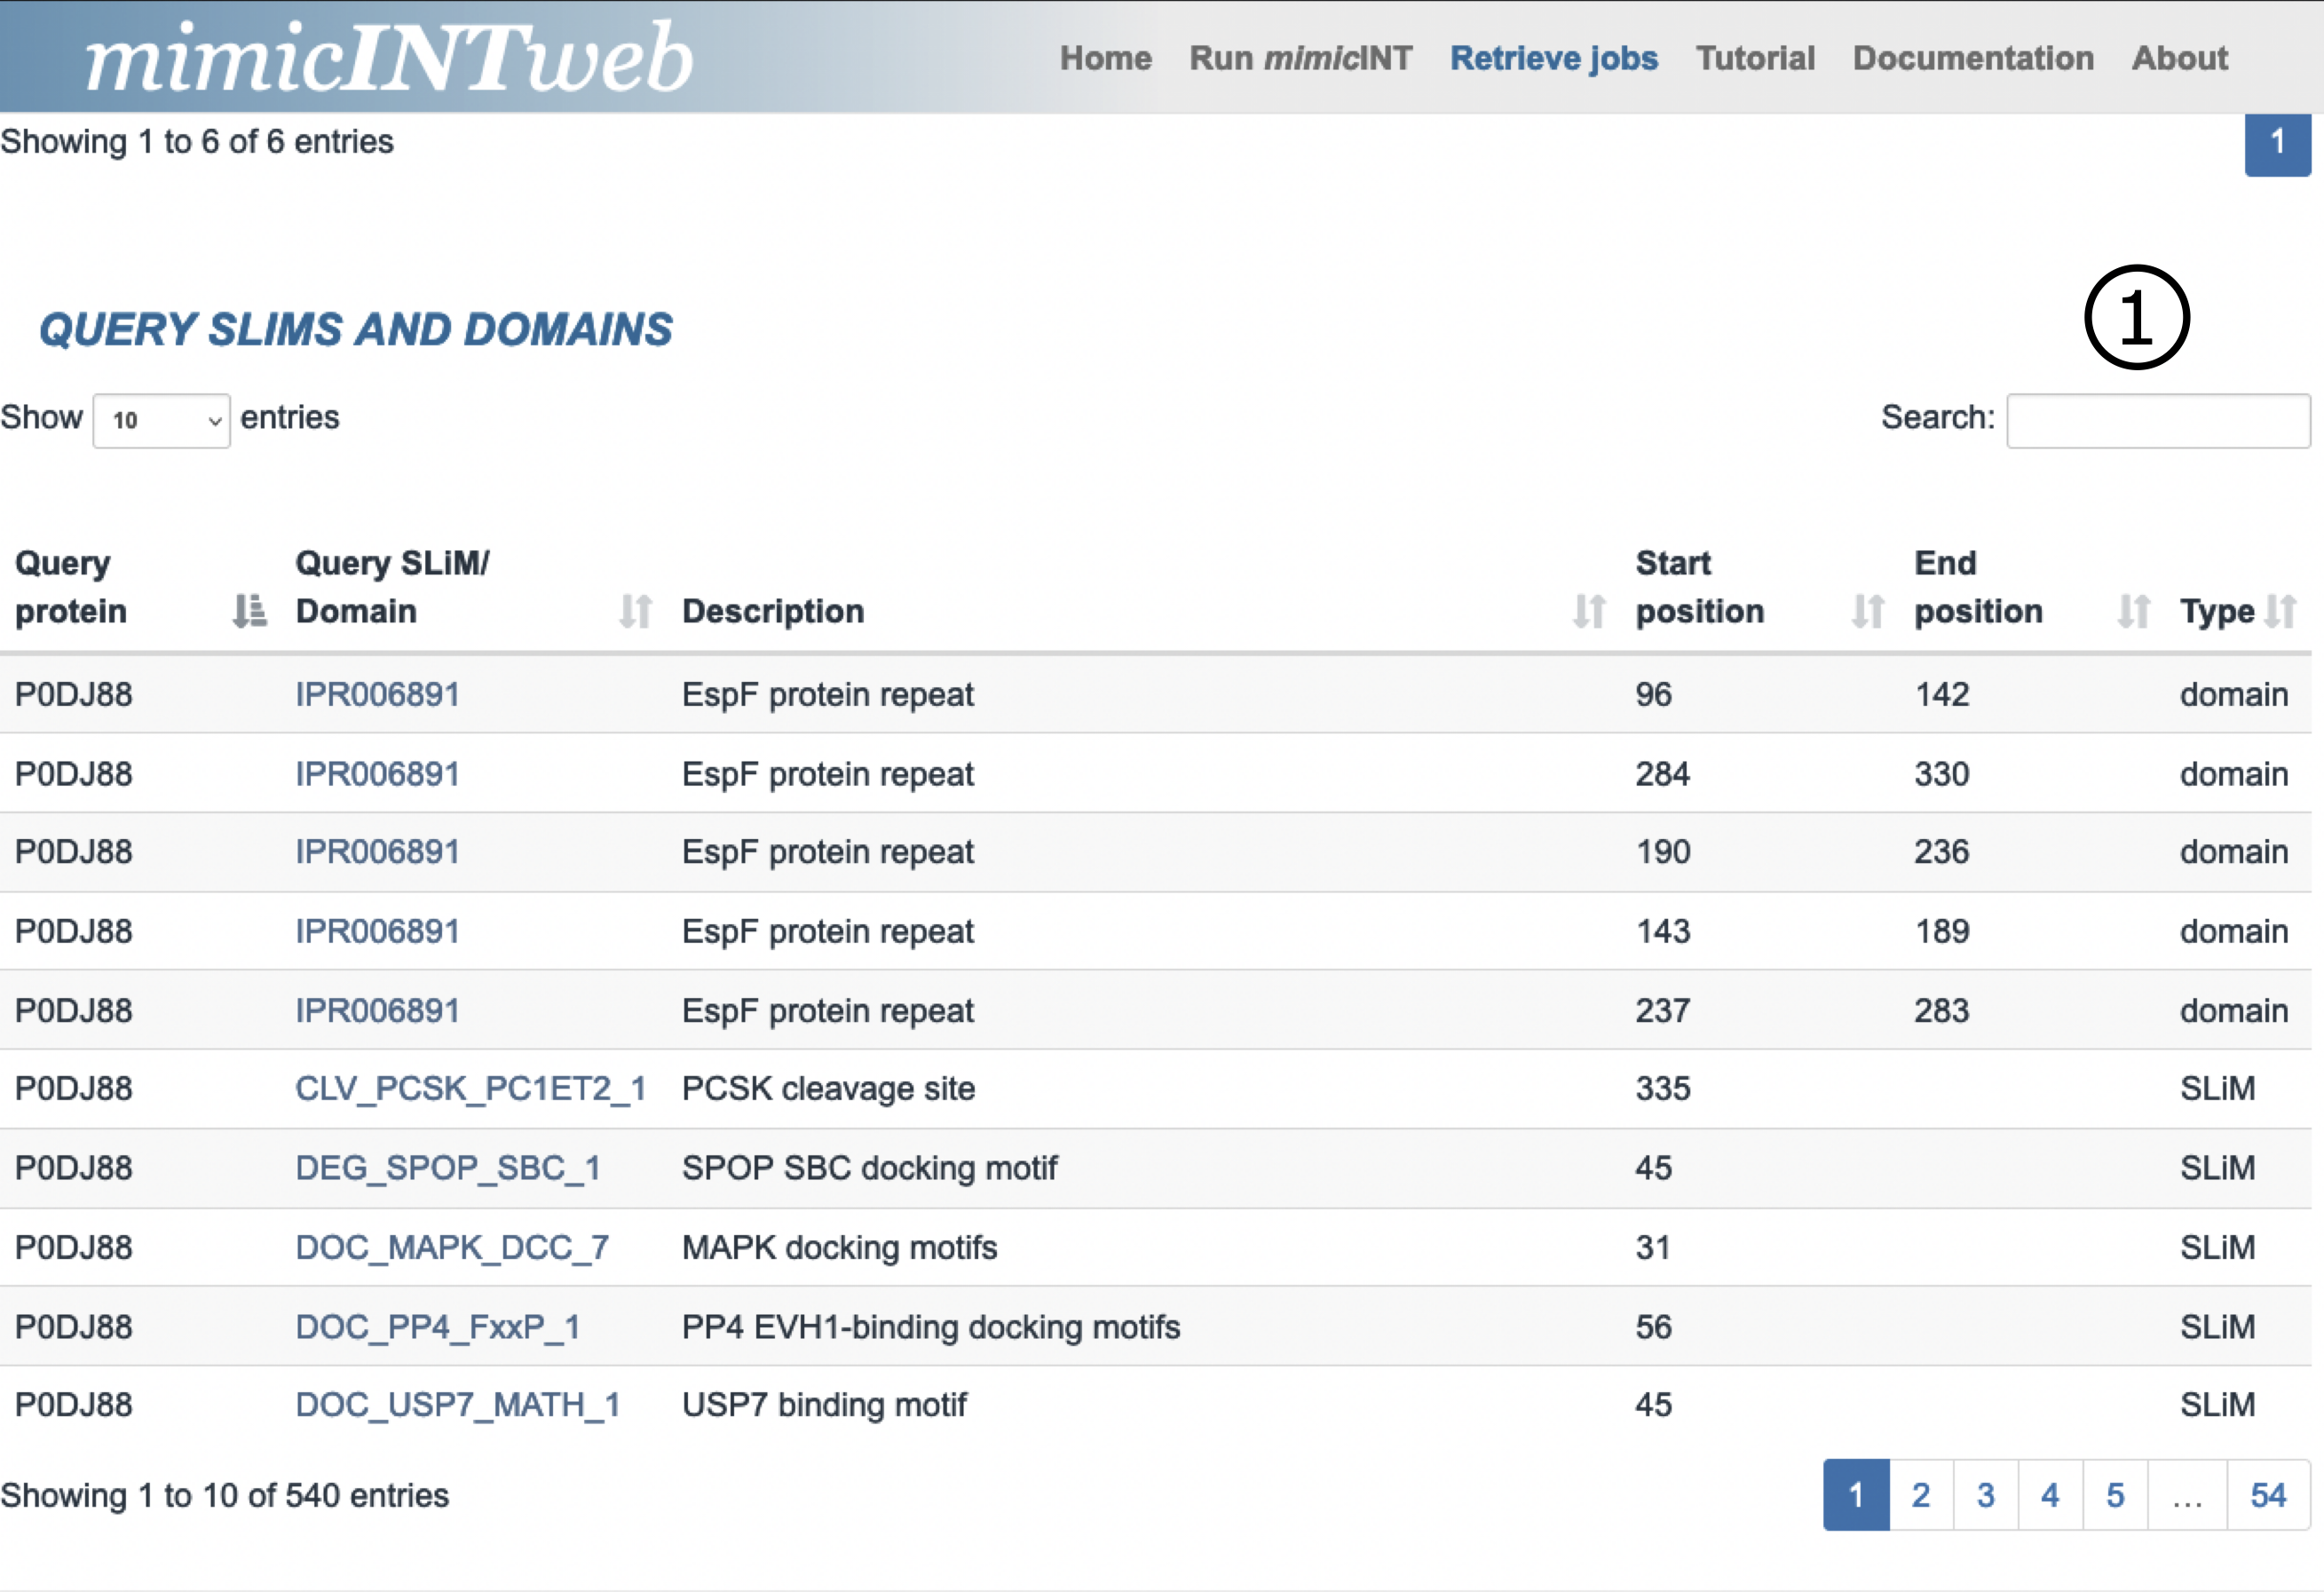 mimicINTweb Home Run mimicINT Retrieve jobs Tutorial Documentation About
Showing 1 to 6 of 6 entries 1
①
QUERY SLIMS AND DOMAINS
Show 10 entries Search:
Query protein Query SLiM/ Domain Description Start position End position Type
P0DJ88 IPR006891 EspF protein repeat 96 142 domain
P0DJ88 IPR006891 EspF protein repeat 284 330 domain
P0DJ88 IPR006891 EspF protein repeat 190 236 domain
P0DJ88 IPR006891 EspF protein repeat 143 189 domain
P0DJ88 IPR006891 EspF protein repeat 237 283 domain
P0DJ88 CLV_PCSK_PC1ET2_1 PCSK cleavage site 335 SLiM
P0DJ88 DEG_SPOP_SBC_1 SPOP SBC docking motif 45 SLiM
P0DJ88 DOC_MAPK_DCC_7 MAPK docking motifs 31 SLiM
P0DJ88 DOC_PP4_FxxP_1 PP4 EVH1-binding docking motifs 56 SLiM
P0DJ88 DOC_USP7_MATH_1 USP7 binding motif 45 SLiM
Showing 1 to 10 of 540 entries 1 2 3 4 5 ... 54